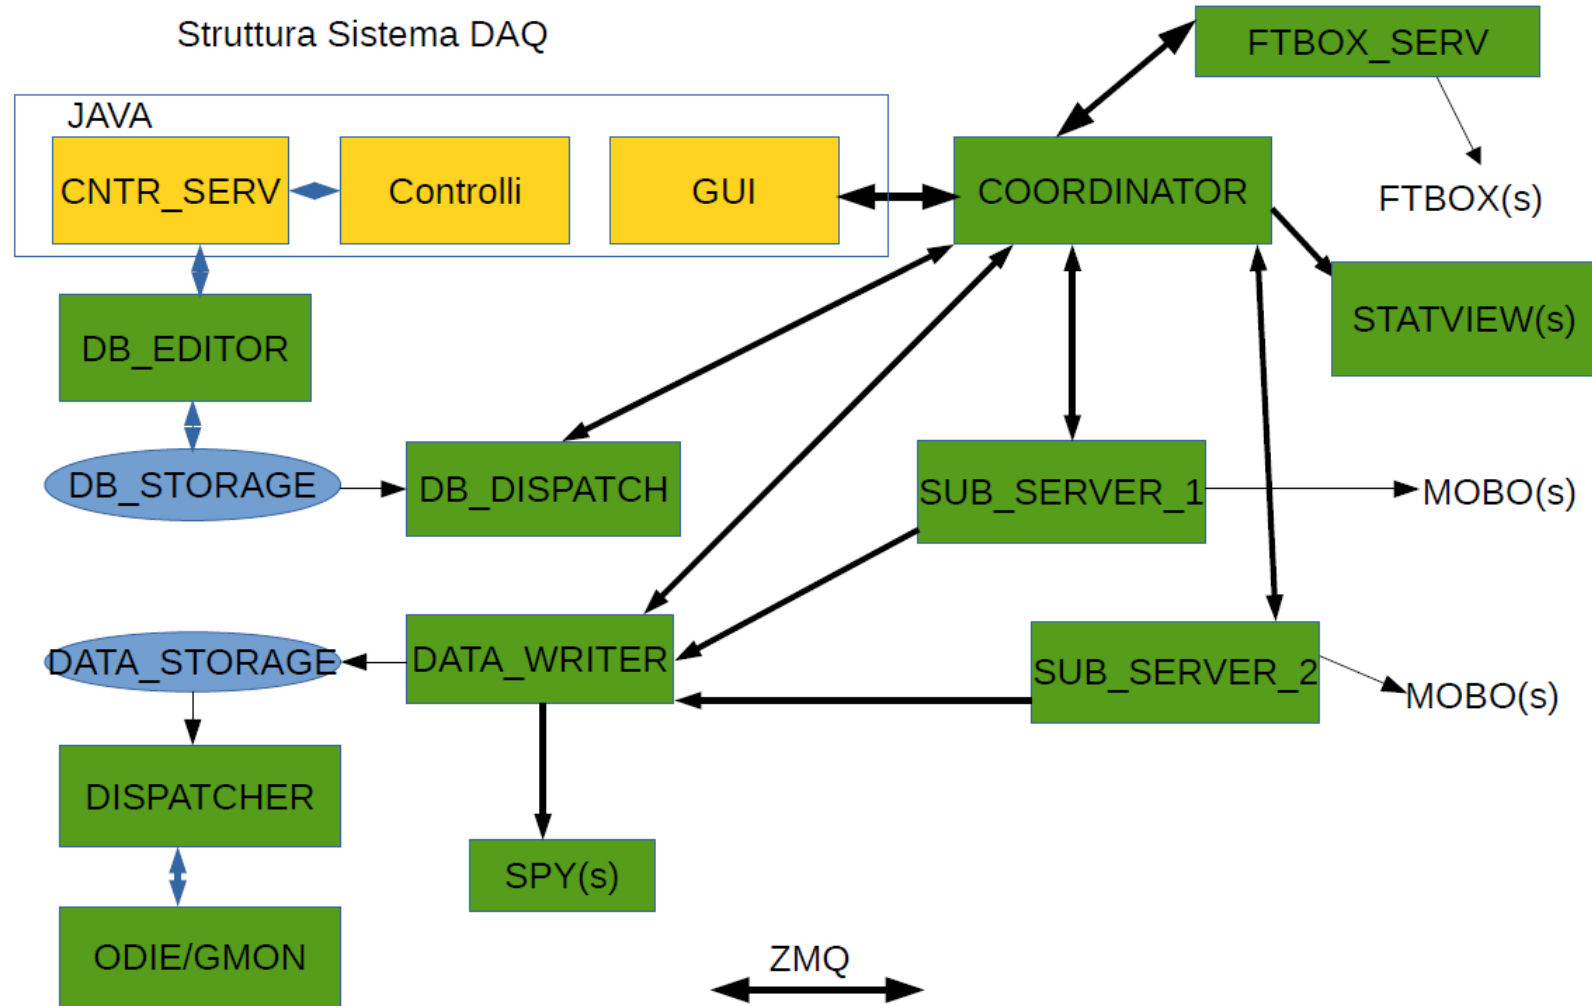 Struttura Sistema DAQ
FTBOX_SERV
JAVA
CNTR_SERV
Controlli
GUI
COORDINATOR
FTBOX(s)
STATVIEW(s)
DB_EDITOR
DB_STORAGE
DB_DISPATCH
SUB_SERVER_1
MOBO(s)
DATA_STORAGE
DATA_WRITER
SUB_SERVER_2
MOBO(s)
DISPATCHER
SPY(s)
ODIE/GMON
ZMQ